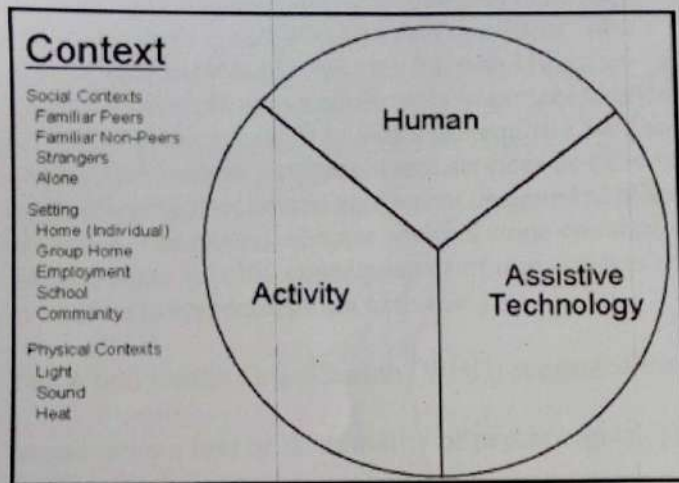 Context
Social Contexts
Familiar Peers
Familiar Non-Peers
Strangers
Alone
Setting
Home (Individual)
Group Home
Employment
School
Community
Physical Contexts
Light
Sound
Heat
Human
Activity
Assistive
Technology